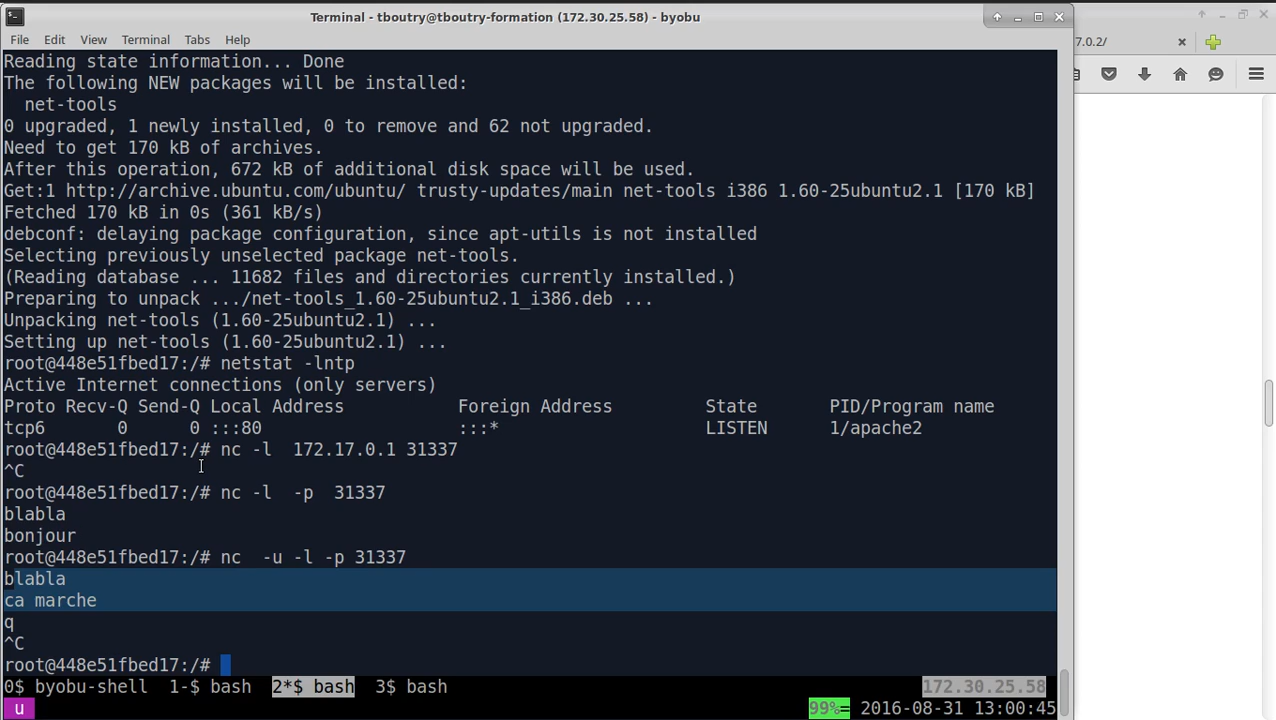 Terminal - tboutry@tboutry-formation (172.30.25.58) - byobu
File Edit View Terminal Tabs Help
7.0.2/
Reading state information... Done
The following NEW packages will be installed:
  net-tools
0 upgraded, 1 newly installed, 0 to remove and 62 not upgraded.
Need to get 170 kB of archives.
After this operation, 672 kB of additional disk space will be used.
Get:1 http://archive.ubuntu.com/ubuntu/ trusty-updates/main net-tools i386 1.60-25ubuntu2.1 [170 kB]
Fetched 170 kB in 0s (361 kB/s)
debconf: delaying package configuration, since apt-utils is not installed
Selecting previously unselected package net-tools.
(Reading database ... 11682 files and directories currently installed.)
Preparing to unpack .../net-tools_1.60-25ubuntu2.1_i386.deb ...
Unpacking net-tools (1.60-25ubuntu2.1) ...
Setting up net-tools (1.60-25ubuntu2.1) ...
root@448e51fbed17:/# netstat -lntp
Active Internet connections (only servers)
Proto Recv-Q Send-Q Local Address           Foreign Address         State       PID/Program name
tcp6       0      0 :::80                   :::*                    LISTEN      1/apache2
root@448e51fbed17:/# nc -l  172.17.0.1 31337
^C
root@448e51fbed17:/# nc -l  -p  31337
blabla
bonjour
root@448e51fbed17:/# nc  -u -l -p 31337
blabla
ca marche
q
^C
root@448e51fbed17:/#
0$ byobu-shell  1-$ bash  2*$ bash  3$ bash 172.30.25.58
u 99%= 2016-08-31 13:00:45